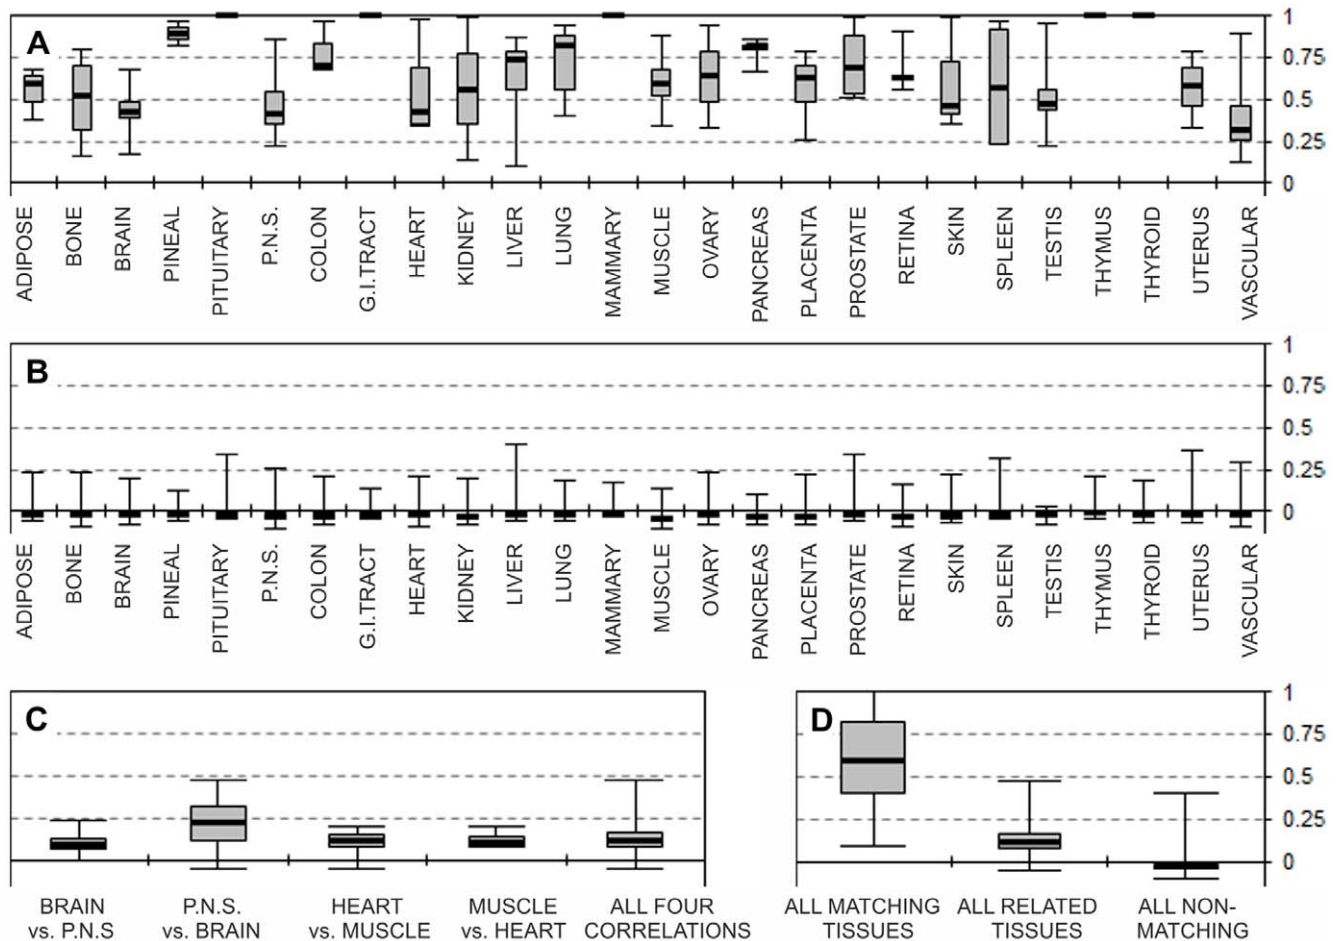 A
1
0.75
0.5
0.25
0
ADIPOSE
BONE
BRAIN
PINEAL
PITUITARY
P.N.S.
COLON
G.I.TRACT
HEART
KIDNEY
LIVER
LUNG
MAMMARY
MUSCLE
OVARY
PANCREAS
PLACENTA
PROSTATE
RETINA
SKIN
SPLEEN
TESTIS
THYMUS
THYROID
UTERUS
VASCULAR
B
1
0.75
0.5
0.25
0
ADIPOSE
BONE
BRAIN
PINEAL
PITUITARY
P.N.S.
COLON
G.I.TRACT
HEART
KIDNEY
LIVER
LUNG
MAMMARY
MUSCLE
OVARY
PANCREAS
PLACENTA
PROSTATE
RETINA
SKIN
SPLEEN
TESTIS
THYMUS
THYROID
UTERUS
VASCULAR
C
BRAIN
vs. P.N.S
P.N.S.
vs. BRAIN
HEART
vs. MUSCLE
MUSCLE
vs. HEART
ALL FOUR
CORRELATIONS
D
1
0.75
0.5
0.25
0
ALL MATCHING
TISSUES
ALL RELATED
TISSUES
ALL NON-
MATCHING